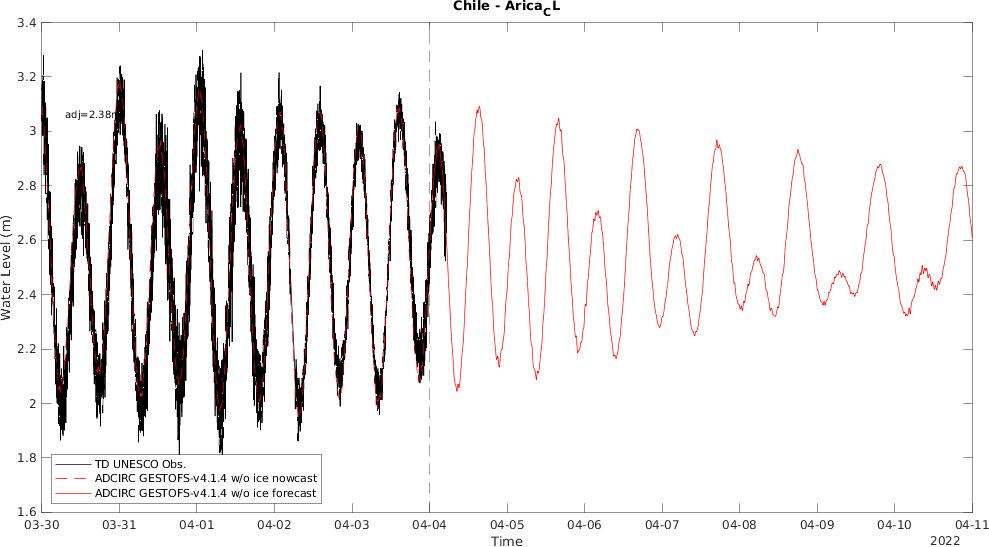 Chile - AricaCL
3.4
3.2
3
2.8
2.6
2.4
2.2
2
1.8
1.6
Water Level (m)
adj=2.38m
TD UNESCO Obs.
ADCIRC GESTOFS-v4.1.4 w/o ice nowcast
ADCIRC GESTOFS-v4.1.4 w/o ice forecast
03-30 03-31 04-01 04-02 04-03 04-04 04-05 04-06 04-07 04-08 04-09 04-10 04-11
Time
2022